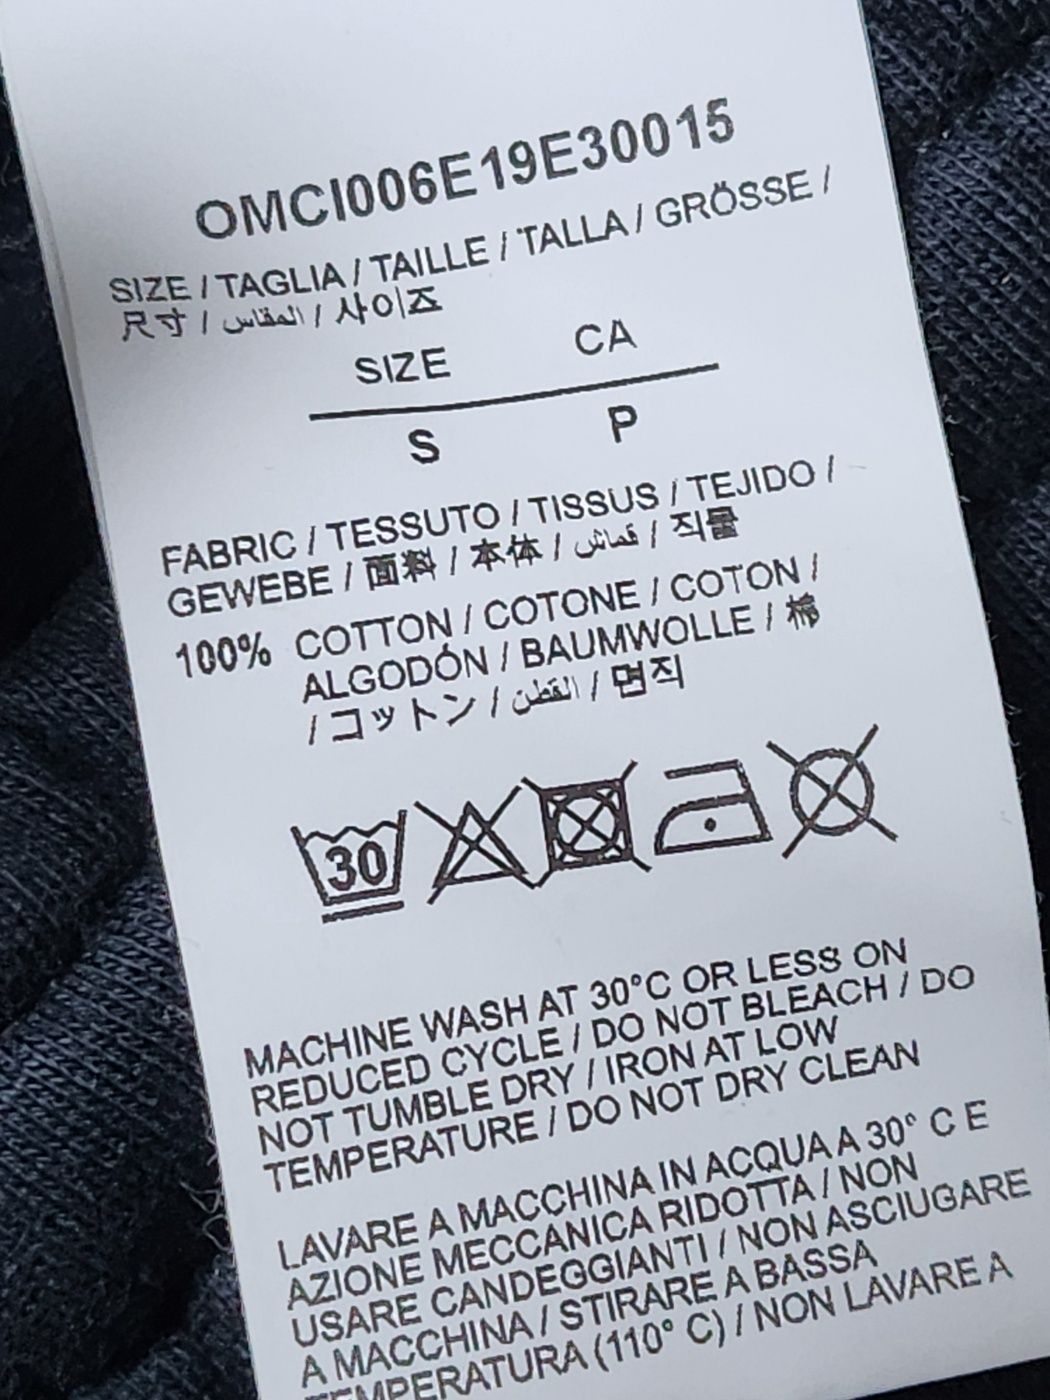 OMCI006E19E30015
SIZE / TAGLIA / TAILLE / TALLA / GRÖSSE /
尺寸 / المقاس / 사이즈
SIZE CA
S P
FABRIC / TESSUTO / TISSUS / TEJIDO /
GEWEBE / 面料 / 本体 / قماش / 직물
100% COTTON / COTONE / COTON /
ALGODÓN / BAUMWOLLE / 棉
/ コットン / القطن / 면직
30
MACHINE WASH AT 30°C OR LESS ON
REDUCED CYCLE / DO NOT BLEACH / DO
NOT TUMBLE DRY / IRON AT LOW
TEMPERATURE / DO NOT DRY CLEAN
LAVARE A MACCHINA IN ACQUA A 30° C E
AZIONE MECCANICA RIDOTTA / NON
USARE CANDEGGIANTI / NON ASCIUGARE
A MACCHINA / STIRARE A BASSA
TEMPERATURA (110° C) / NON LAVARE A